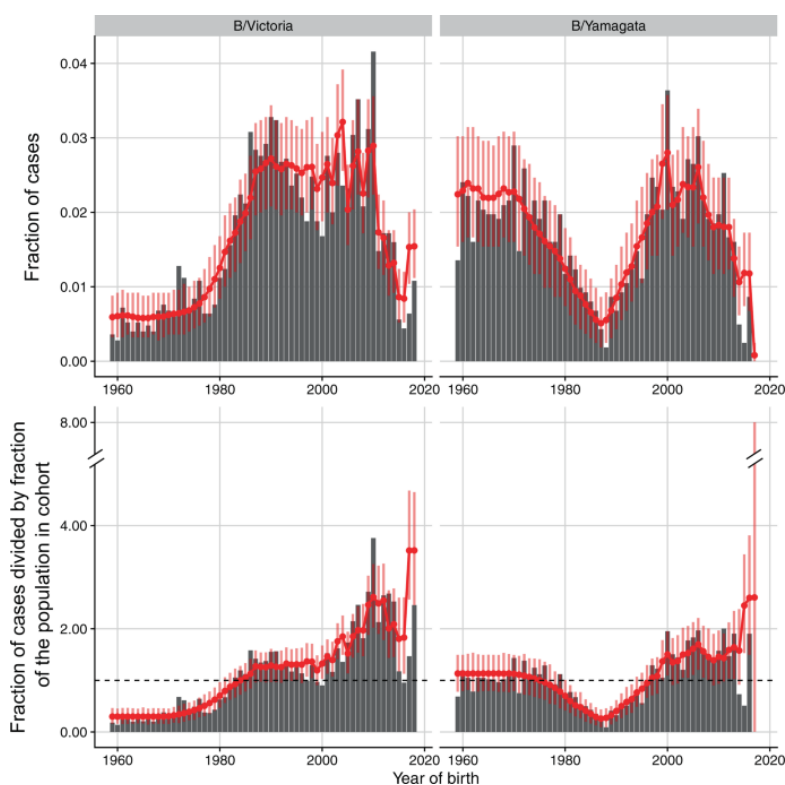 B/Victoria
B/Yamagata
Fraction of cases
0.04
0.03
0.02
0.01
0.00
1960 1980 2000 2020
1960 1980 2000 2020
Fraction of cases divided by fraction
of the population in cohort
8.00
4.00
2.00
0.00
1960 1980 2000 2020
1960 1980 2000 2020
Year of birth